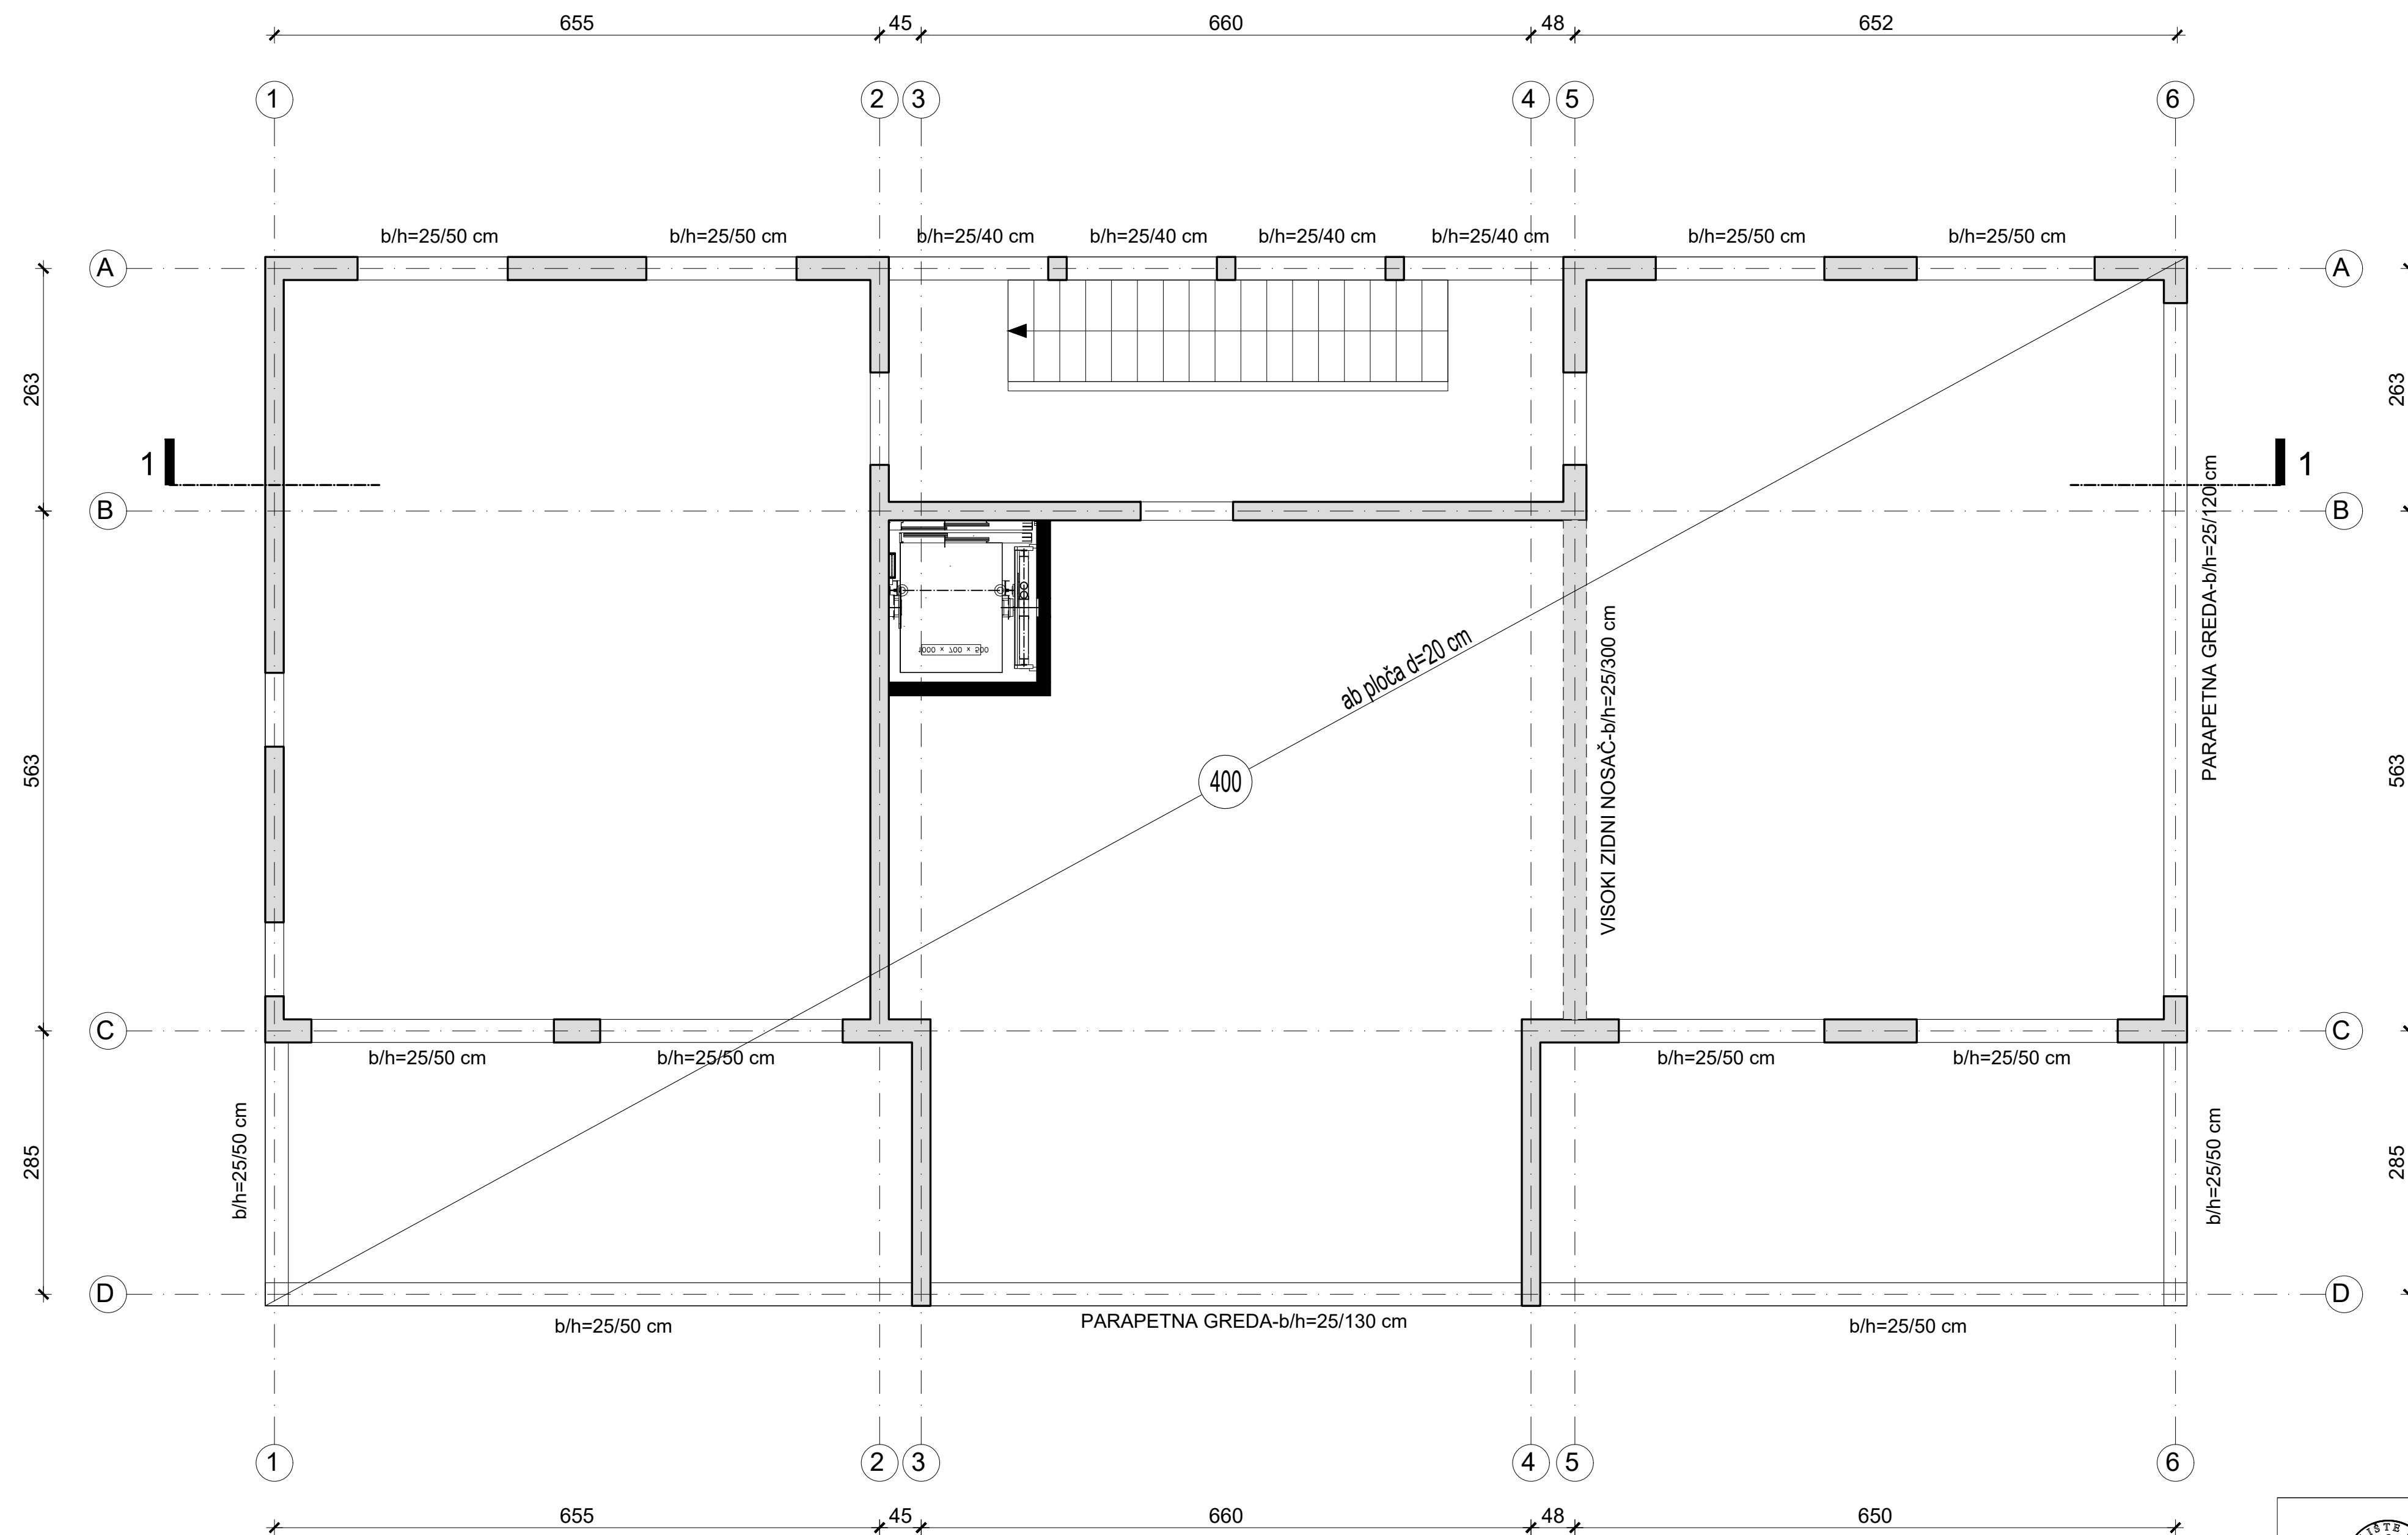 655 45 660 48 652
1 2 3 4 5 6
b/h=25/50 cm b/h=25/50 cm b/h=25/40 cm b/h=25/40 cm b/h=25/40 cm b/h=25/40 cm b/h=25/50 cm b/h=25/50 cm
A A
263 263
1 1
B B
PARAPETNA GREDA-b/h=25/120 cm
VISOKI ZIDNI NOSAČ-b/h=25/300 cm
1000 x 700 x 500
ab ploča d=20 cm
400
563 563
C C
b/h=25/50 cm b/h=25/50 cm b/h=25/50 cm b/h=25/50 cm
b/h=25/50 cm b/h=25/50 cm
285 285
D D
b/h=25/50 cm PARAPETNA GREDA-b/h=25/130 cm b/h=25/50 cm
1 2 3 4 5 6
655 45 660 48 650